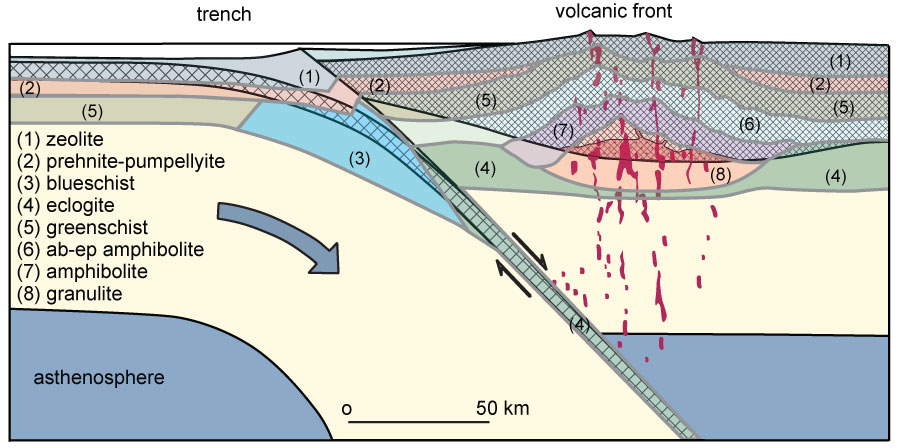 trench
volcanic front
(1)
(1)
(2)
(2)
(2)
(5)
(5)
(5)
(7)
(6)
(3)
(4)
(8)
(4)
(1) zeolite
(2) prehnite-pumpellyite
(3) blueschist
(4) eclogite
(5) greenschist
(6) ab-ep amphibolite
(7) amphibolite
(8) granulite
(4)
asthenosphere
o
50 km